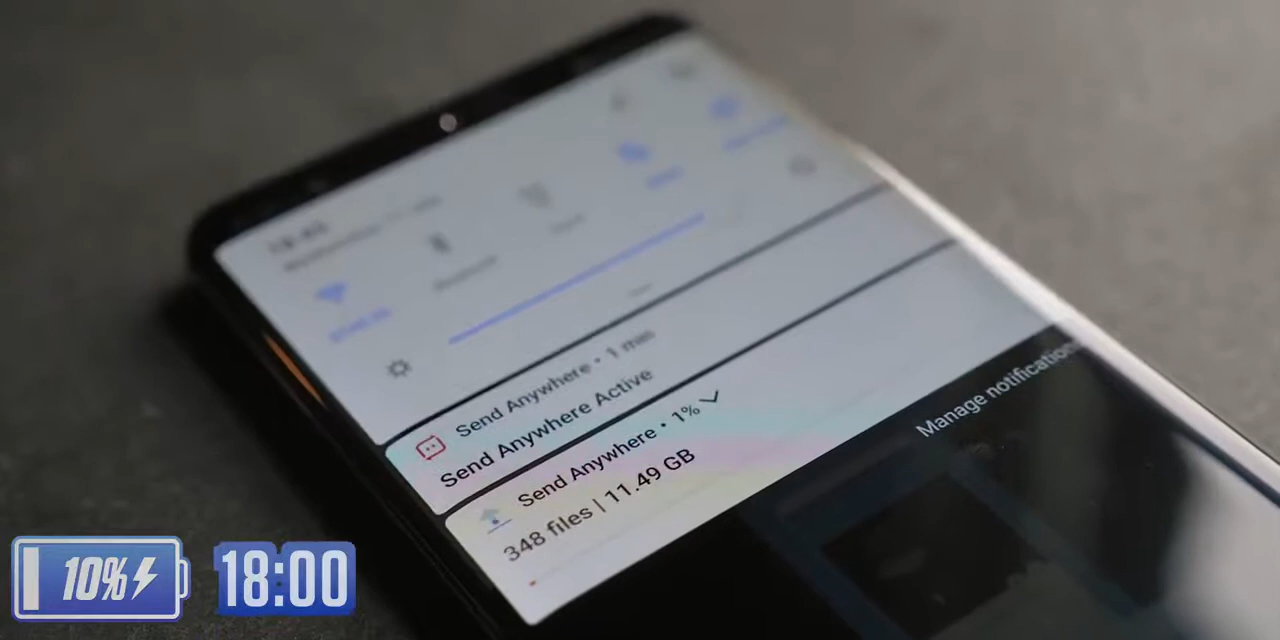 Send Anywhere • 1 min
Send Anywhere Active
Send Anywhere • 1%
348 files | 11.49 GB
Manage notifications
10%
18:00